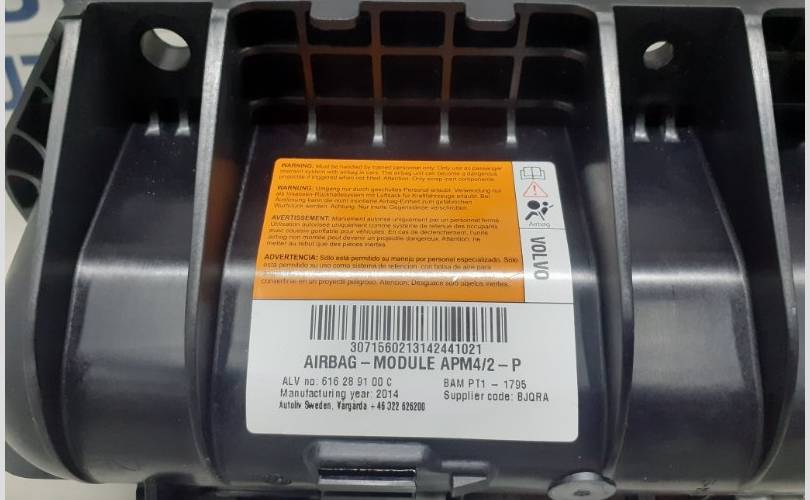 WARNING: Must be handled by trained personnel only. Only use as passenger
restraint system with airbag in cars. The airbag unit can become a dangerous
projectile if triggered when not fitted. Attention: Only scrap inert components.
WARNUNG: Umgang nur durch geschultes Personal erlaubt. Verwendung nur
als Insassen-Rückhaltesystem mit Luftsack für Kraftfahrzeuge erlaubt. Bei
Auslösung kann die nicht montierte Airbag-Einheit zum gefährlichen
Wurfstück werden. Achtung: Nur inerte Gegenstände verschrotten.
AVERTISSEMENT: Maniement autorisé uniquement par un personnel formé.
Utilisation autorisée uniquement comme système de retenue des occupants
avec coussin gonflable pour véhicules. En cas de déclenchement, l'unité
airbag non montée peut devenir un projectile dangereux. Attention: ne
mettre au rebut que des pièces inertes.
ADVERTENCIA: Sólo está permitido su manejo por personal especializado. Sólo
está permitido su uso como sistema de retención, con bolsa de aire para
convertirse en un proyectil peligroso. Atención: Desguace sólo objetos inertes.
Airbag
VOLVO
3071560213142441021
AIRBAG - MODULE APM4/2 - P
ALV no: 616 28 91 00 C
BAM PT1 - 1795
Manufacturing year: 2014
Supplier code: BJQRA
Autoliv Sweden, Vårgårda +46 322 626200